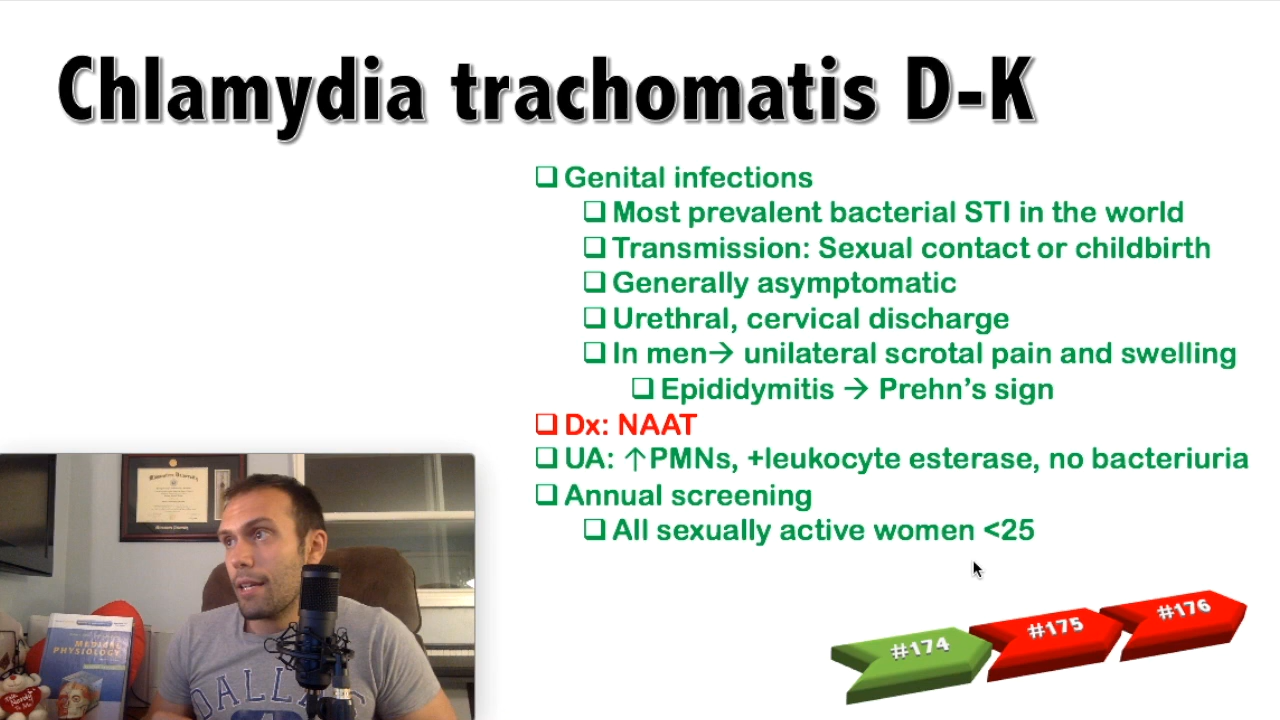 Chlamydia trachomatis D-K
❑ Genital infections
❑ Most prevalent bacterial STI in the world
❑ Transmission: Sexual contact or childbirth
❑ Generally asymptomatic
❑ Urethral, cervical discharge
❑ In men→ unilateral scrotal pain and swelling
❑ Epididymitis → Prehn’s sign
❑ Dx: NAAT
❑ UA: ↑PMNs, +leukocyte esterase, no bacteriuria
❑ Annual screening
❑ All sexually active women <25
#174
#175
#176
MEDICAL
PHYSIOLOGY
DALLAS